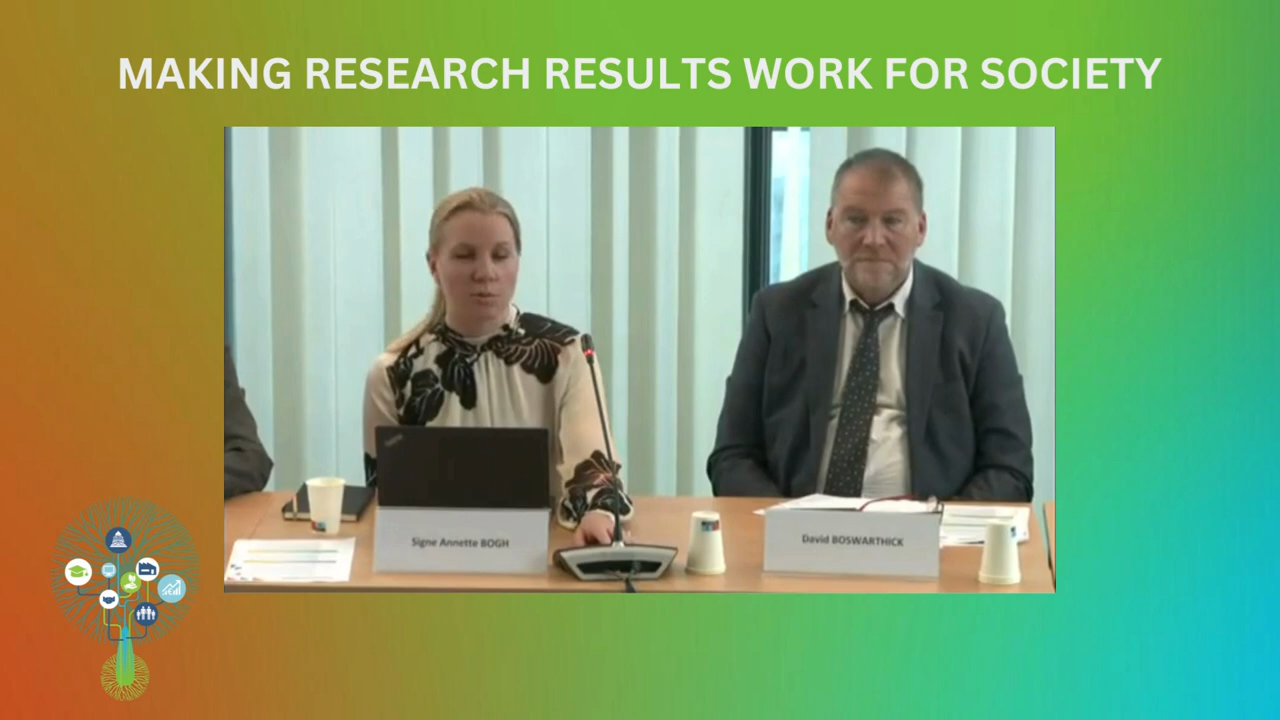 MAKING RESEARCH RESULTS WORK FOR SOCIETY
Signe Annette BOGH
David BOSWARTHICK